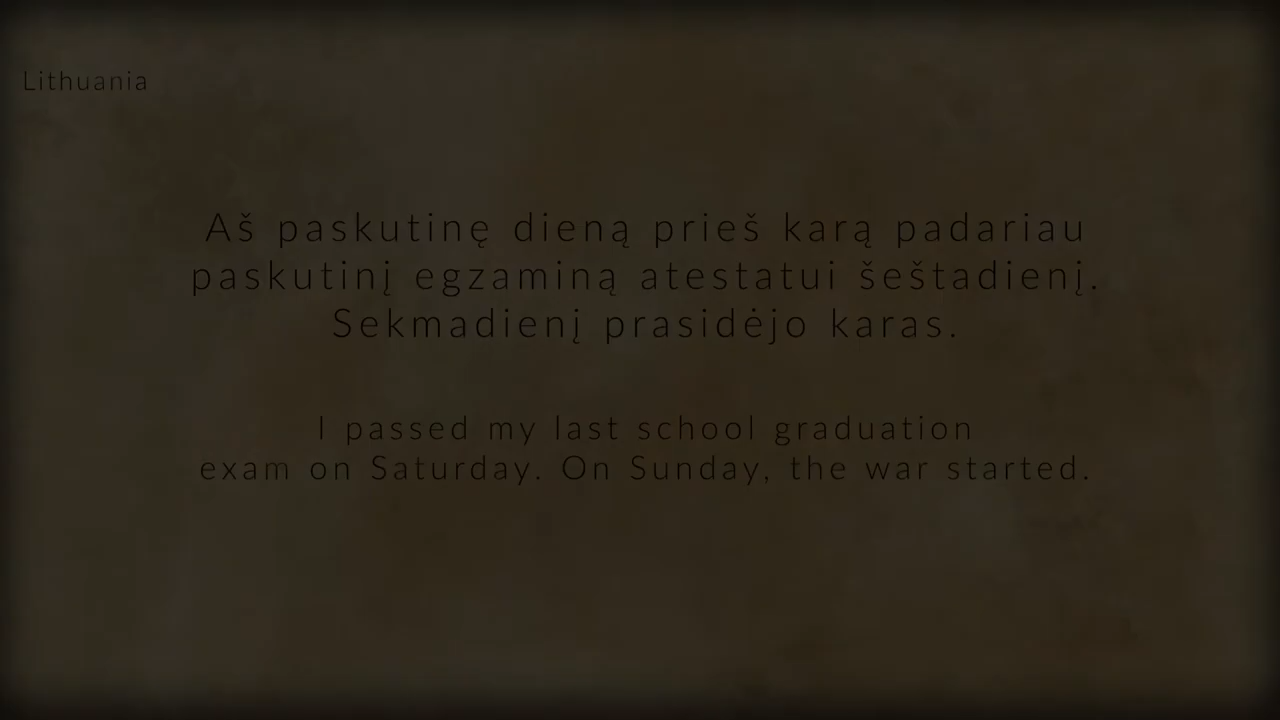 Lithuania
Aš paskutinę dieną prieš karą padariau
paskutinį egzaminą atestatui šeštadienį.
Sekmadienį prasidėjo karas.
I passed my last school graduation
exam on Saturday. On Sunday, the war started.